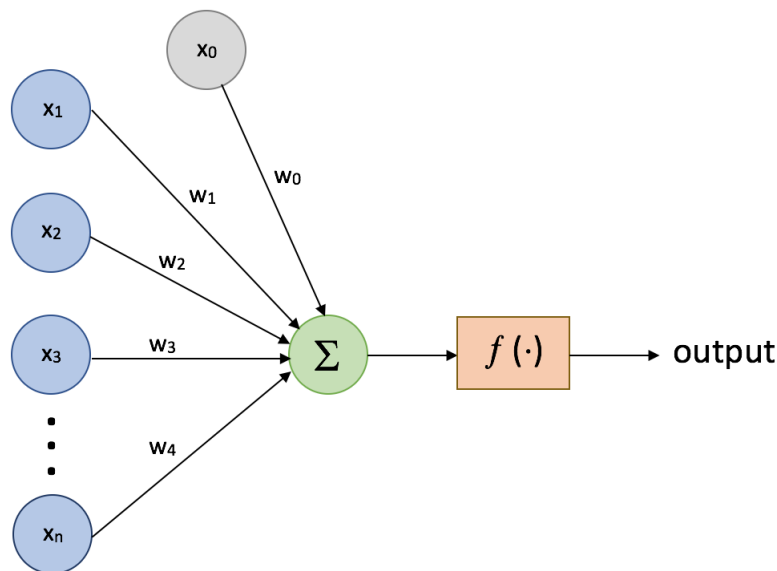 x₀
x₁
w₀
w₁
x₂
w₂
x₃
w₃
Σ
f (·)
output
w₄
xₙ